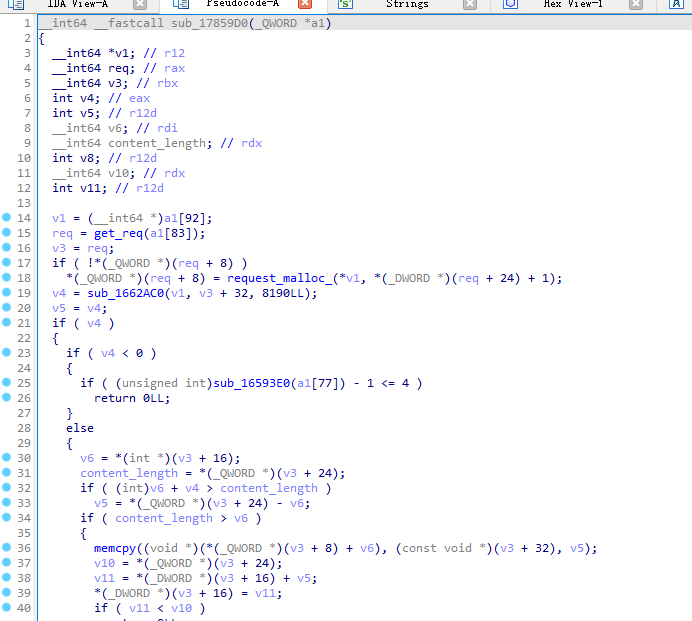 IDA View-A Pseudocode-A Strings Hex View-1
1 __int64 __fastcall sub_17859D0(_QWORD *a1)
2 {
3 __int64 *v1; // r12
4 __int64 req; // rax
5 __int64 v3; // rbx
6 int v4; // eax
7 int v5; // r12d
8 __int64 v6; // rdi
9 __int64 content_length; // rdx
10 int v8; // r12d
11 __int64 v10; // rdx
12 int v11; // r12d
13
14 v1 = (__int64 *)a1[92];
15 req = get_req(a1[83]);
16 v3 = req;
17 if ( !*(_QWORD *)(req + 8) )
18 *(_QWORD *)(req + 8) = request_malloc_(*v1, *(_DWORD *)(req + 24) + 1);
19 v4 = sub_1662AC0(v1, v3 + 32, 8190LL);
20 v5 = v4;
21 if ( v4 )
22 {
23 if ( v4 < 0 )
24 {
25 if ( (unsigned int)sub_16593E0(a1[77]) - 1 <= 4 )
26 return 0LL;
27 }
28 else
29 {
30 v6 = *(int *)(v3 + 16);
31 content_length = *(_QWORD *)(v3 + 24);
32 if ( (int)v6 + v4 > content_length )
33 v5 = *(_QWORD *)(v3 + 24) - v6;
34 if ( content_length > v6 )
35 {
36 memcpy((void *)(*(_QWORD *)(v3 + 8) + v6), (const void *)(v3 + 32), v5);
37 v10 = *(_QWORD *)(v3 + 24);
38 v11 = *(_DWORD *)(v3 + 16) + v5;
39 *(_DWORD *)(v3 + 16) = v11;
40 if ( v11 < v10 )